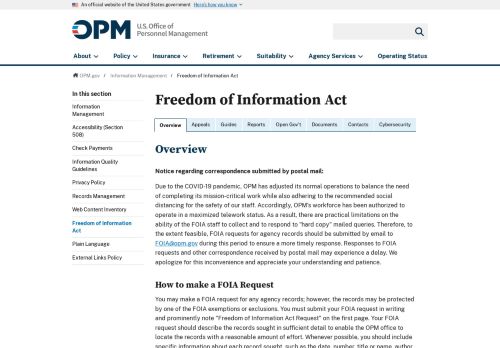 An official website of the United States government Here's how you know
OPM
U.S. Office of
Personnel Management
About
Policy
Insurance
Retirement
Suitability
Agency Services
Operating Status
OPM.gov / Information Management / Freedom of Information Act
In this section
Information
Management
Accessibility (Section
508)
Check Payments
Information Quality
Guidelines
Privacy Policy
Records Management
Web Content Inventory
Freedom of Information
Act
Plain Language
External Links Policy
Freedom of Information Act
Overview
Appeals
Guides
Reports
Open Gov't
Documents
Contacts
Cybersecurity
Overview
Notice regarding correspondence submitted by postal mail:
Due to the COVID-19 pandemic, OPM has adjusted its normal operations to balance the need
of completing its mission-critical work while also adhering to the recommended social
distancing for the safety of our staff. Accordingly, OPM's workforce has been authorized to
operate in a maximized telework status. As a result, there are practical limitations on the
ability of the FOIA staff to collect and to respond to "hard copy" mailed queries. Therefore, to
the extent feasible, FOIA requests for agency records should be submitted by email to
FOIA@opm.gov during this period to ensure a more timely response. Responses to FOIA
requests and other correspondence received by postal mail may experience a delay. We
apologize for this inconvenience and appreciate your understanding and patience.
How to make a FOIA Request
You may make a FOIA request for any agency records; however, the records may be protected
by one of the FOIA exemptions or exclusions. You must submit your FOIA request in writing
and prominently note "Freedom of Information Act Request" on the first page. Your FOIA
request should describe the records sought in sufficient detail to enable the OPM office to
locate the records with a reasonable amount of effort. Whenever possible, you should include
specific information about each record sought, such as the date, number, title or name, author,